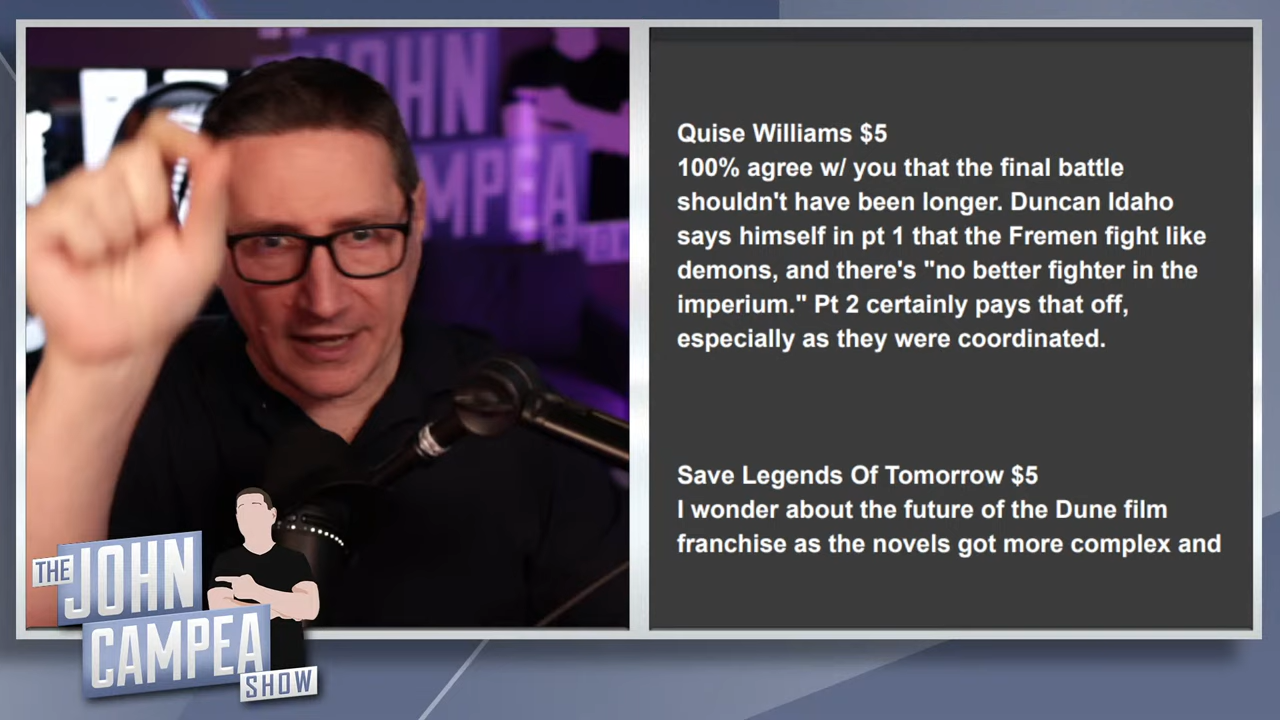 JOHN
CAMPEA
Quise Williams $5
100% agree w/ you that the final battle
shouldn't have been longer. Duncan Idaho
says himself in pt 1 that the Fremen fight like
demons, and there's "no better fighter in the
imperium." Pt 2 certainly pays that off,
especially as they were coordinated.
Save Legends Of Tomorrow $5
I wonder about the future of the Dune film
franchise as the novels got more complex and
THE
JOHN
CAMPEA
SHOW